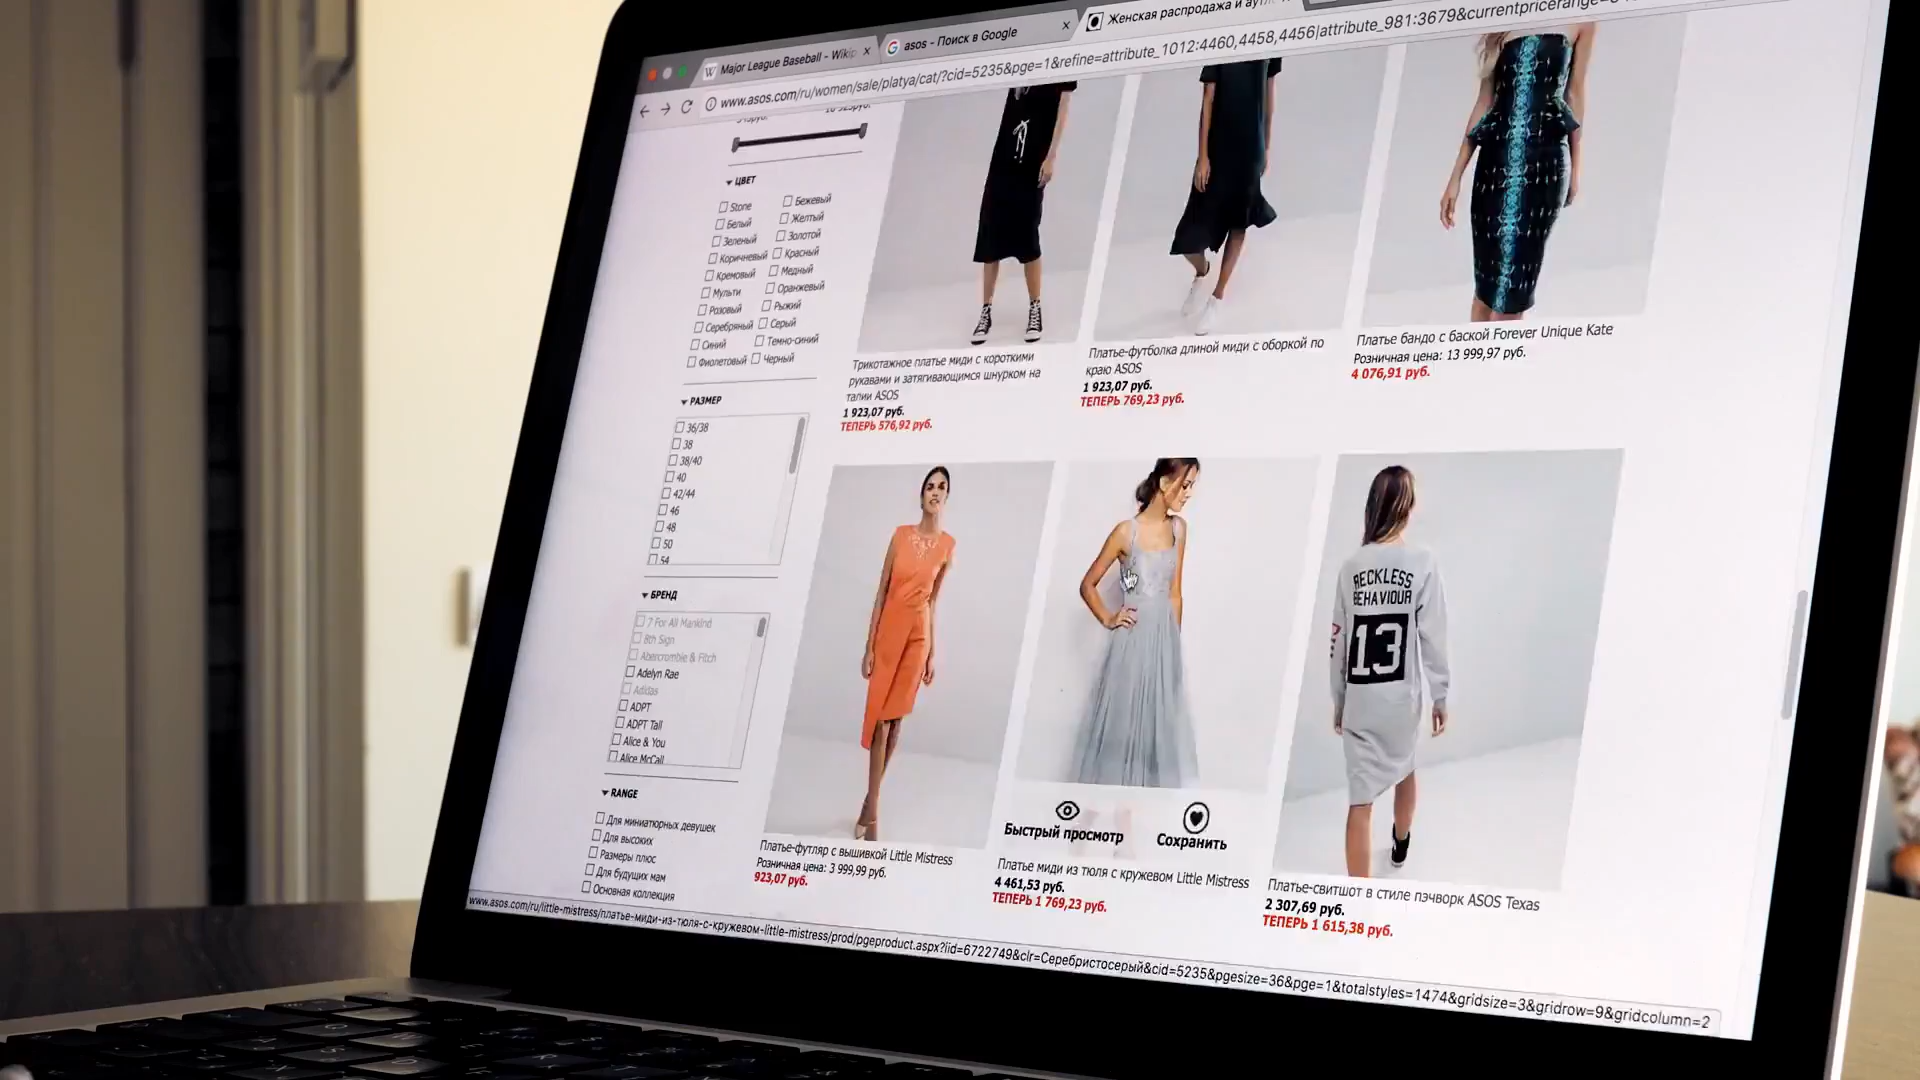 Major League Baseball - Wikip
asos - Поиск в Google
Женская распродажа и аутл
www.asos.com/ru/women/sale/platya/cat/?cid=5235&pge=1&refine=attribute_1012:4460,4458,4456|attribute_981:3679&currentpricerange=
ЦВЕТ
Stone
Бежевый
Белый
Желтый
Зеленый
Золотой
Коричневый
Красный
Кремовый
Медный
Мульти
Оранжевый
Розовый
Рыжий
Серебряный
Серый
Синий
Темно-синий
Фиолетовый
Черный
РАЗМЕР
36/38
38
38/40
40
42/44
46
48
50
54
БРЕНД
7 For All Mankind
8th Sign
Abercrombie & Fitch
Adelyn Rae
Adidas
ADPT
ADPT Tall
Alice & You
Alice McCall
RANGE
Для миниатюрных девушек
Для высоких
Размеры плюс
Для будущих мам
Основная коллекция
Трикотажное платье миди с короткими
рукавами и затягивающимся шнурком на
талии ASOS
1 923,07 руб.
ТЕПЕРЬ 576,92 руб.
Платье-футболка длиной миди с оборкой по
краю ASOS
1 923,07 руб.
ТЕПЕРЬ 769,23 руб.
Платье бандо с баской Forever Unique Kate
Розничная цена: 13 999,97 руб.
4 076,91 руб.
RECKLESS
BEHAVIOUR
13
Платье-футляр с вышивкой Little Mistress
Розничная цена: 3 999,99 руб.
923,07 руб.
Быстрый просмотр
Сохранить
Платье миди из тюля с кружевом Little Mistress
4 461,53 руб.
ТЕПЕРЬ 1 769,23 руб.
Платье-свитшот в стиле пэчворк ASOS Texas
2 307,69 руб.
ТЕПЕРЬ 1 615,38 руб.
www.asos.com/ru/little-mistress/платье-миди-из-тюля-с-кружевом-little-mistress/prod/pgeproduct.aspx?iid=6722749&clr=Серебристосерый&cid=5235&pgesize=36&pge=1&totalstyles=1474&gridsize=3&gridrow=9&gridcolumn=2